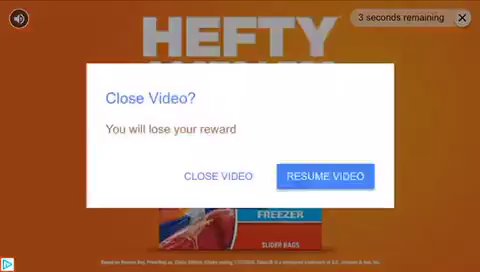 3 seconds remaining
HEFTY
Close Video?
You will lose your reward
CLOSE VIDEO
RESUME VIDEO
FREEZER
SLIDER BAGS